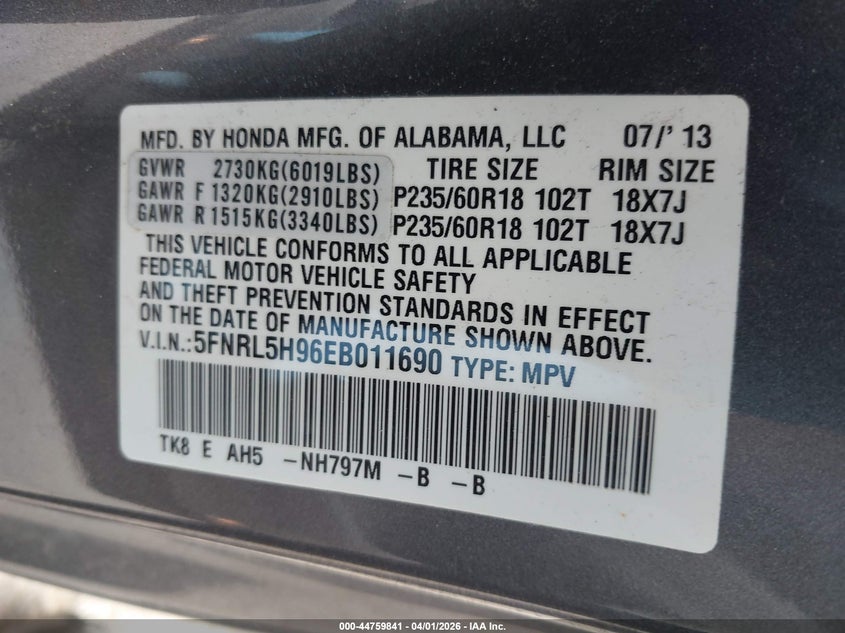 MFD. BY HONDA MFG. OF ALABAMA, LLC 07/'13
GVWR 2730KG(6019LBS) TIRE SIZE RIM SIZE
GAWR F 1320KG(2910LBS) P235/60R18 102T 18X7J
GAWR R 1515KG(3340LBS) P235/60R18 102T 18X7J
THIS VEHICLE CONFORMS TO ALL APPLICABLE
FEDERAL MOTOR VEHICLE SAFETY
AND THEFT PREVENTION STANDARDS IN EFFECT
ON THE DATE OF MANUFACTURE SHOWN ABOVE.
V.I.N.:5FNRL5H96EB011690 TYPE: MPV
TK8 E AH5 -NH797M -B -B
000-44759841 | 04/01/2026 | IAA Inc.